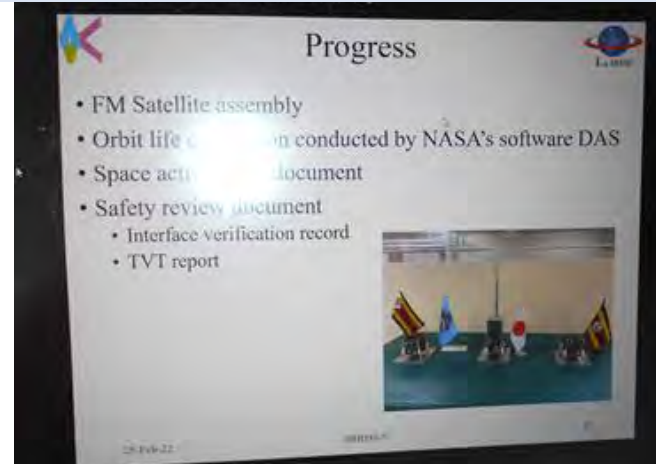 Progress
• FM Satellite assembly
• Orbit life conducted by NASA's software DAS
• Space document
• Safety review document
• Interface verification record
• TVT report